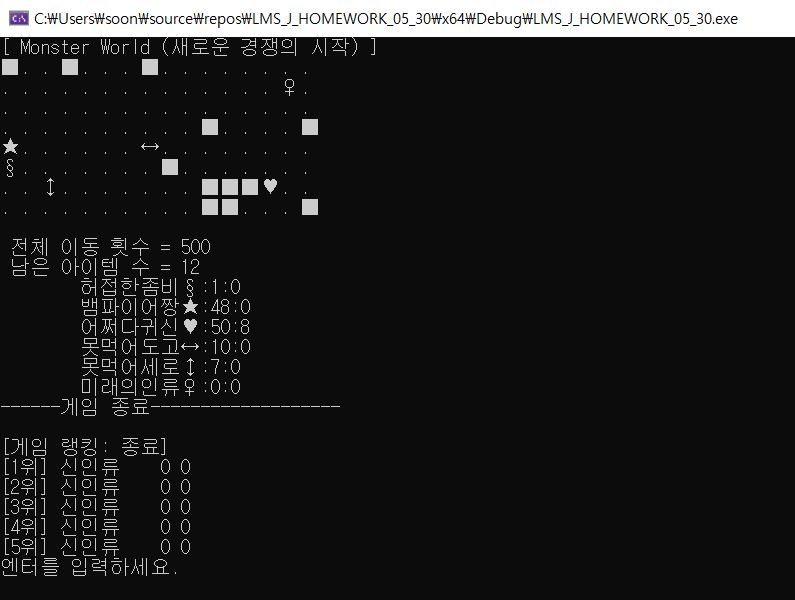 C:₩Users₩soon₩source₩repos₩LMS_J_HOMEWORK_05_30₩x64₩Debug₩LMS_J_HOMEWORK_05_30.exe
[ Monster World (새로운 경쟁의 시작) ]
■. . ■. . . ■. . . . . . . .
. . . . . . . . . . . . . . ♀.
. . . . . . . . . . . . . . . .
. . . . . . . . . . ■. . . . ■
★. . . . . . ↔. . . . . . . .
§. . . . . . . ■. . . . . . .
. . ↕. . . . . . . ■■■♥. .
. . . . . . . . . . ■■. . . ■
전체 이동 횟수 = 500
남은 아이템 수 = 12
허접한좀비§:1:0
뱀파이어짱★:48:0
어쩌다귀신♥:50:8
못먹어도고↔:10:0
못먹어세로↕:7:0
미래의인류♀:0:0
------게임 종료-------------------
[게임 랭킹: 종료]
[1위] 신인류 0 0
[2위] 신인류 0 0
[3위] 신인류 0 0
[4위] 신인류 0 0
[5위] 신인류 0 0
엔터를 입력하세요.